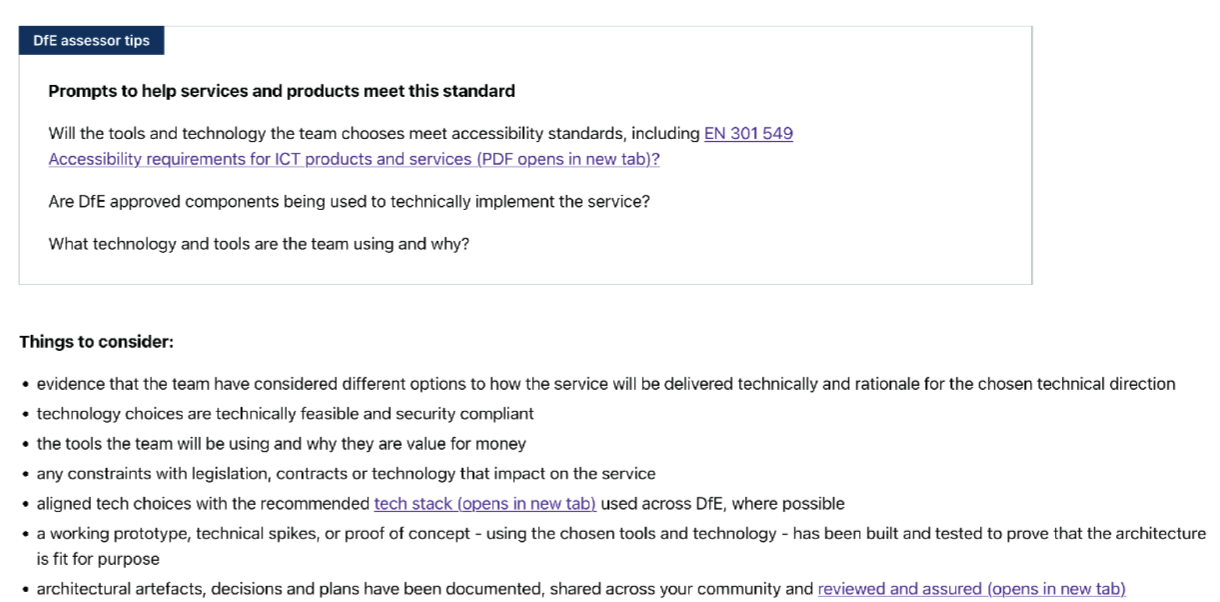 DfE assessor tips
Prompts to help services and products meet this standard
Will the tools and technology the team chooses meet accessibility standards, including EN 301 549
Accessibility requirements for ICT products and services (PDF opens in new tab)?
Are DfE approved components being used to technically implement the service?
What technology and tools are the team using and why?
Things to consider:
• evidence that the team have considered different options to how the service will be delivered technically and rationale for the chosen technical direction
• technology choices are technically feasible and security compliant
• the tools the team will be using and why they are value for money
• any constraints with legislation, contracts or technology that impact on the service
• aligned tech choices with the recommended tech stack (opens in new tab) used across DfE, where possible
• a working prototype, technical spikes, or proof of concept - using the chosen tools and technology - has been built and tested to prove that the architecture
is fit for purpose
• architectural artefacts, decisions and plans have been documented, shared across your community and reviewed and assured (opens in new tab)